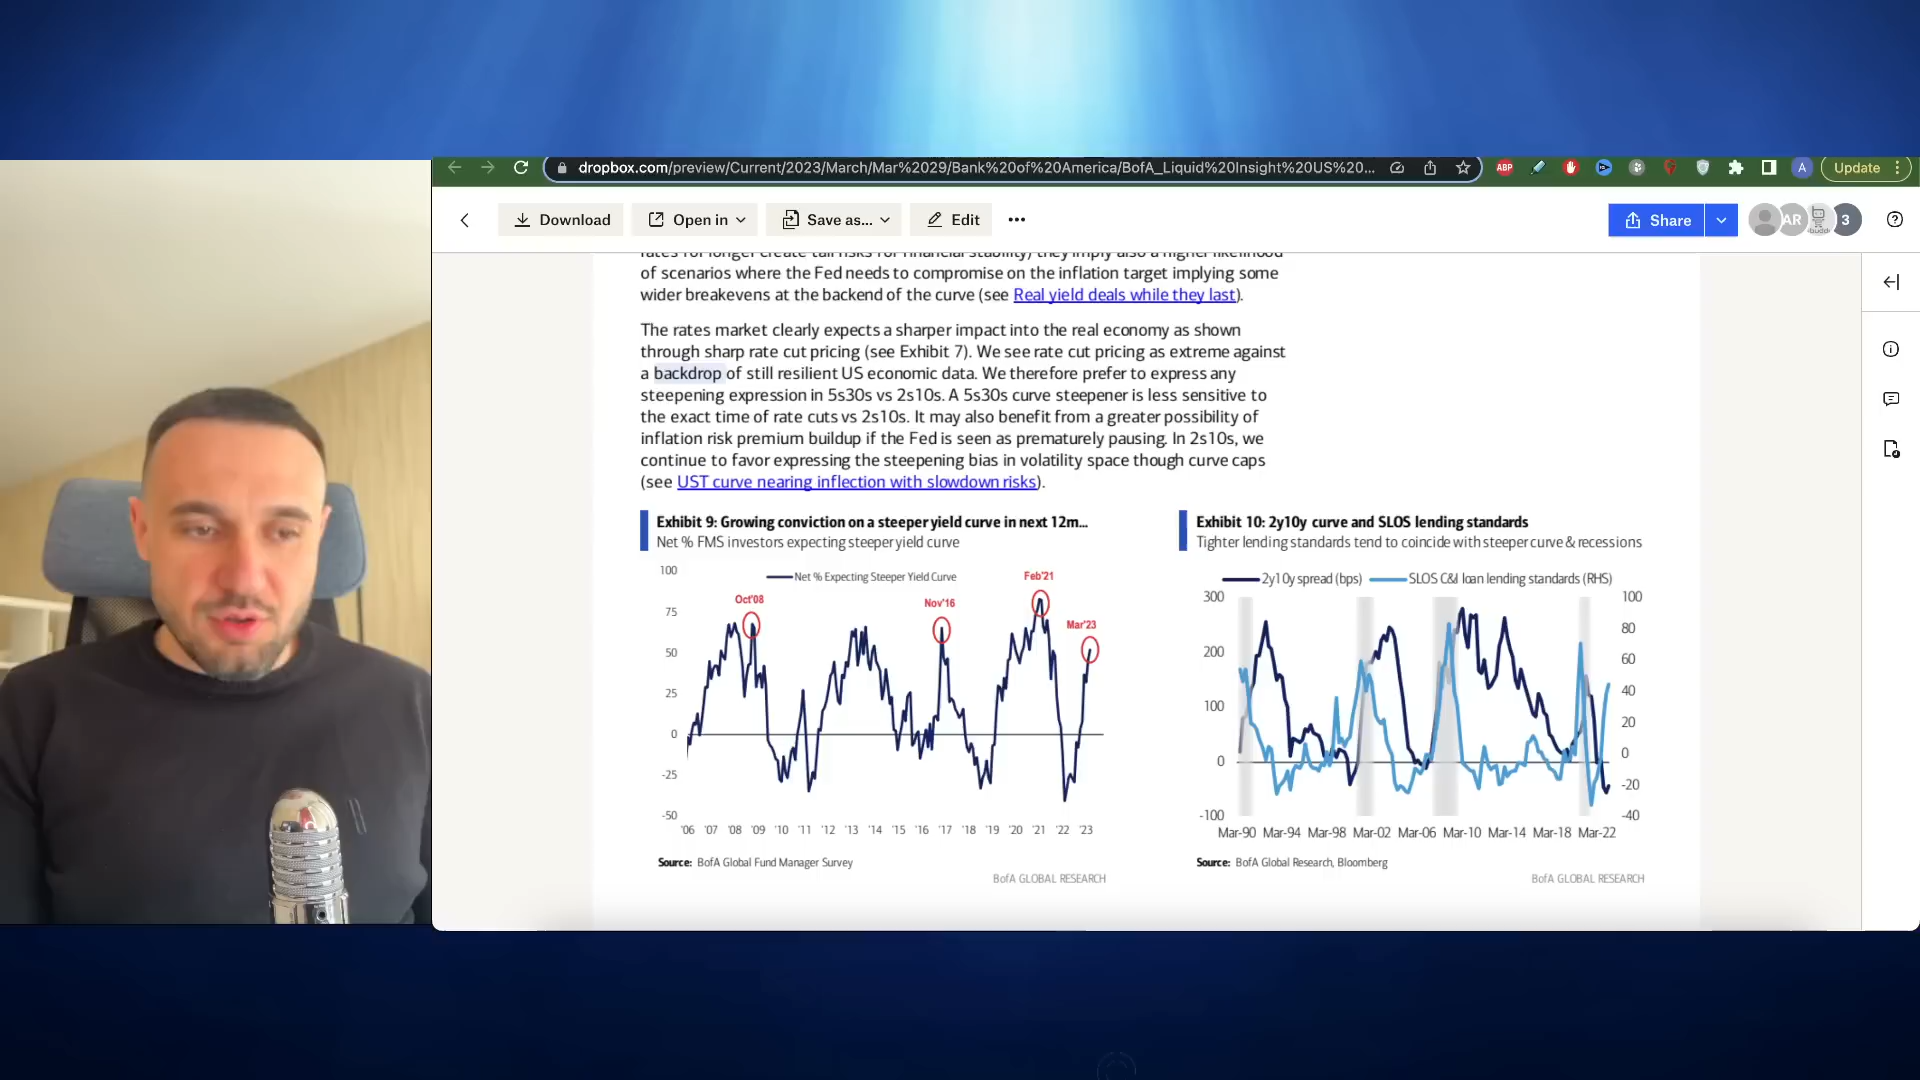 dropbox.com/preview/Current/2023/March/Mar%2029/Bank%20of%20America/BofA_Liquid%20Insight%20US%20...
ABP
A
Update
Download
Open in
Save as...
Edit
Share
AR
3
rates for longer create tail risks for financial stability) they imply also a higher likelihood
of scenarios where the Fed needs to compromise on the inflation target implying some
wider breakevens at the backend of the curve (see Real yield deals while they last).
The rates market clearly expects a sharper impact into the real economy as shown
through sharp rate cut pricing (see Exhibit 7). We see rate cut pricing as extreme against
a backdrop of still resilient US economic data. We therefore prefer to express any
steepening expression in 5s30s vs 2s10s. A 5s30s curve steepener is less sensitive to
the exact time of rate cuts vs 2s10s. It may also benefit from a greater possibility of
inflation risk premium buildup if the Fed is seen as prematurely pausing. In 2s10s, we
continue to favor expressing the steepening bias in volatility space though curve caps
(see UST curve nearing inflection with slowdown risks).
Exhibit 9: Growing conviction on a steeper yield curve in next 12m...
Net % FMS investors expecting steeper yield curve
100
75
50
25
0
-25
-50
Net % Expecting Steeper Yield Curve
Oct'08
Nov'16
Feb'21
Mar'23
'06 '07 '08 '09 '10 '11 '12 '13 '14 '15 '16 '17 '18 '19 '20 '21 '22 '23
Source: BofA Global Fund Manager Survey
BofA GLOBAL RESEARCH
Exhibit 10: 2y10y curve and SLOS lending standards
Tighter lending standards tend to coincide with steeper curve & recessions
2y10y spread (bps) SLOS C&I loan lending standards (RHS)
300
200
100
0
-100
100
80
60
40
20
0
-20
-40
Mar-90 Mar-94 Mar-98 Mar-02 Mar-06 Mar-10 Mar-14 Mar-18 Mar-22
Source: BofA Global Research, Bloomberg
BofA GLOBAL RESEARCH